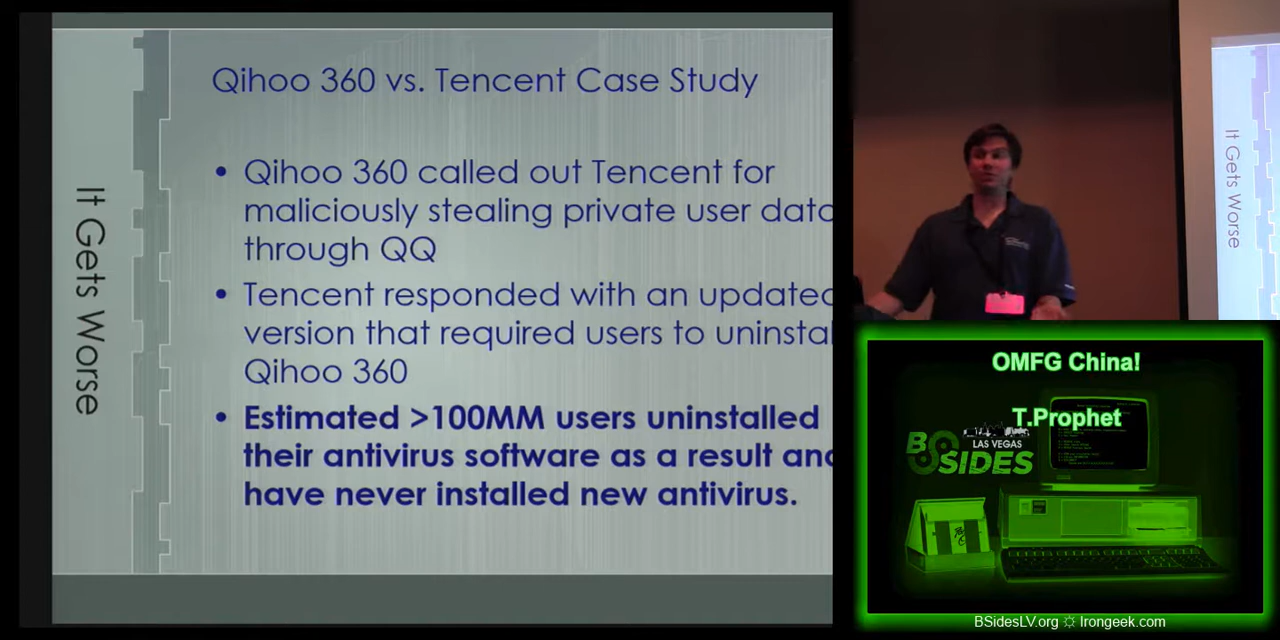 It Gets Worse
Qihoo 360 vs. Tencent Case Study
• Qihoo 360 called out Tencent for
maliciously stealing private user data
through QQ
• Tencent responded with an updated
version that required users to uninstal
Qihoo 360
• Estimated >100MM users uninstalled
their antivirus software as a result and
have never installed new antivirus.
It Gets Worse
OMFG China!
T.Prophet
BSIDES
LAS VEGAS
BSidesLV.org ☼ Irongeek.com